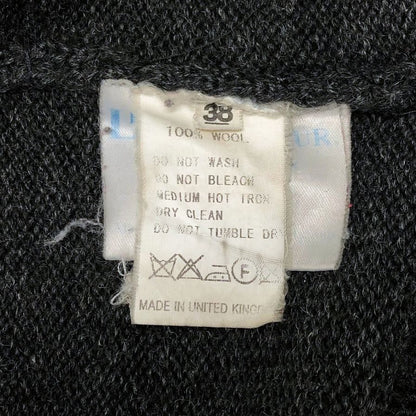 38
100% WOOL
DO NOT WASH
DO NOT BLEACH
MEDIUM HOT IRON
DRY CLEAN
DO NOT TUMBLE DRY
F
MADE IN UNITED KINGD